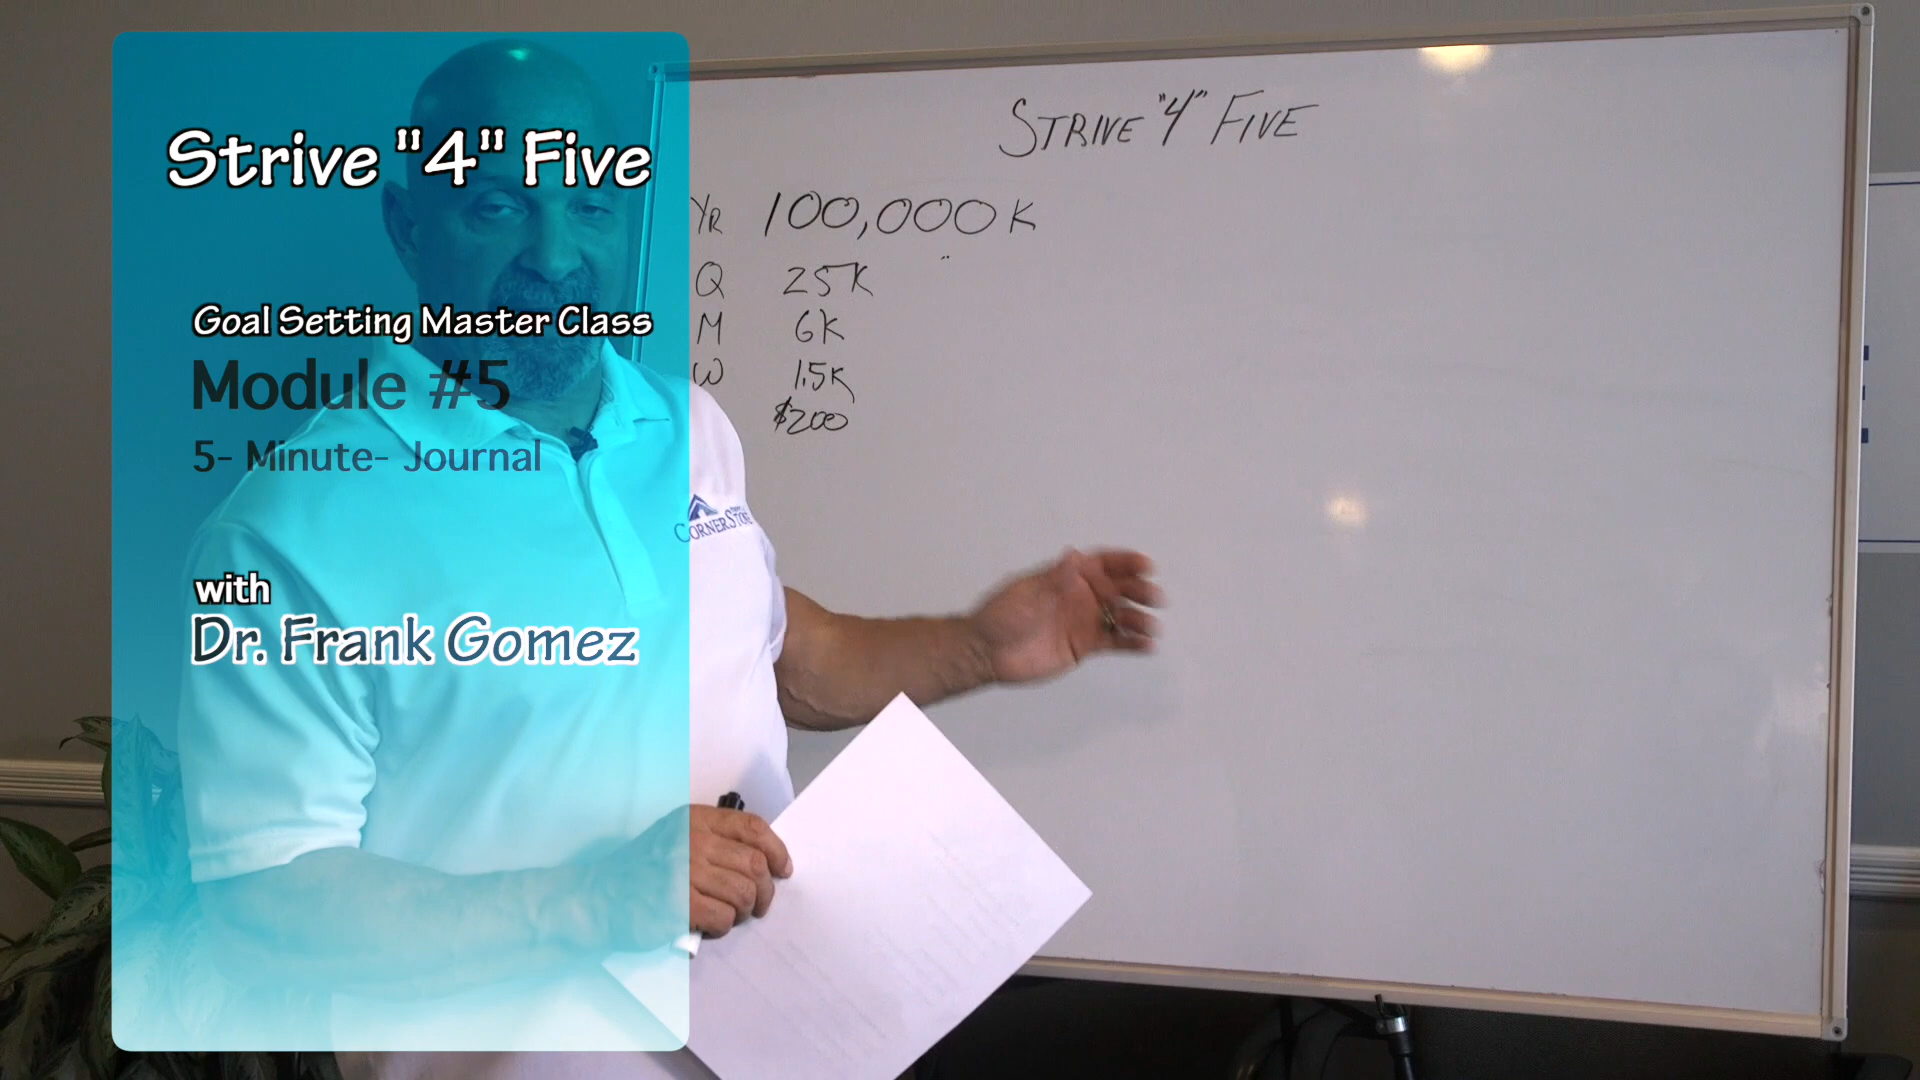 Strive "4" Five
Goal Setting Master Class
Module #5
5- Minute- Journal
with
Dr. Frank Gomez
STRIVE "4" FIVE
YR 100,000 K
Q 25K
M 6K
W 1.5K
$200
CORNERSTONE